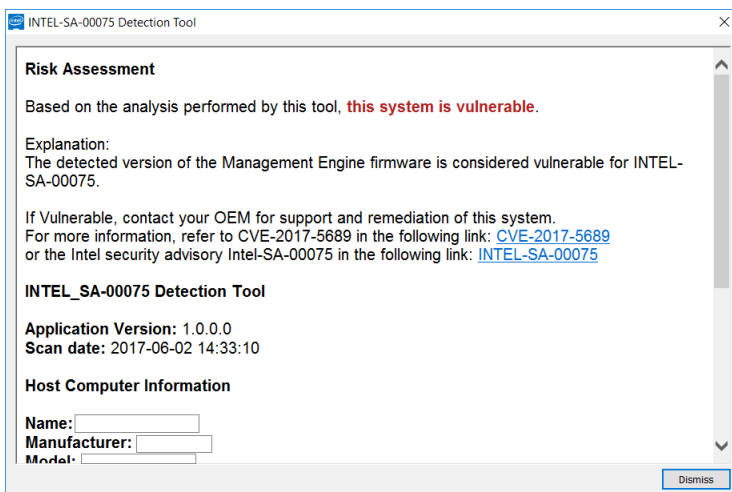 INTEL-SA-00075 Detection Tool
Risk Assessment
Based on the analysis performed by this tool, this system is vulnerable.
Explanation:
The detected version of the Management Engine firmware is considered vulnerable for INTEL-
SA-00075.
If Vulnerable, contact your OEM for support and remediation of this system.
For more information, refer to CVE-2017-5689 in the following link: CVE-2017-5689
or the Intel security advisory Intel-SA-00075 in the following link: INTEL-SA-00075
INTEL_SA-00075 Detection Tool
Application Version: 1.0.0.0
Scan date: 2017-06-02 14:33:10
Host Computer Information
Name:
Manufacturer:
Model:
Dismiss